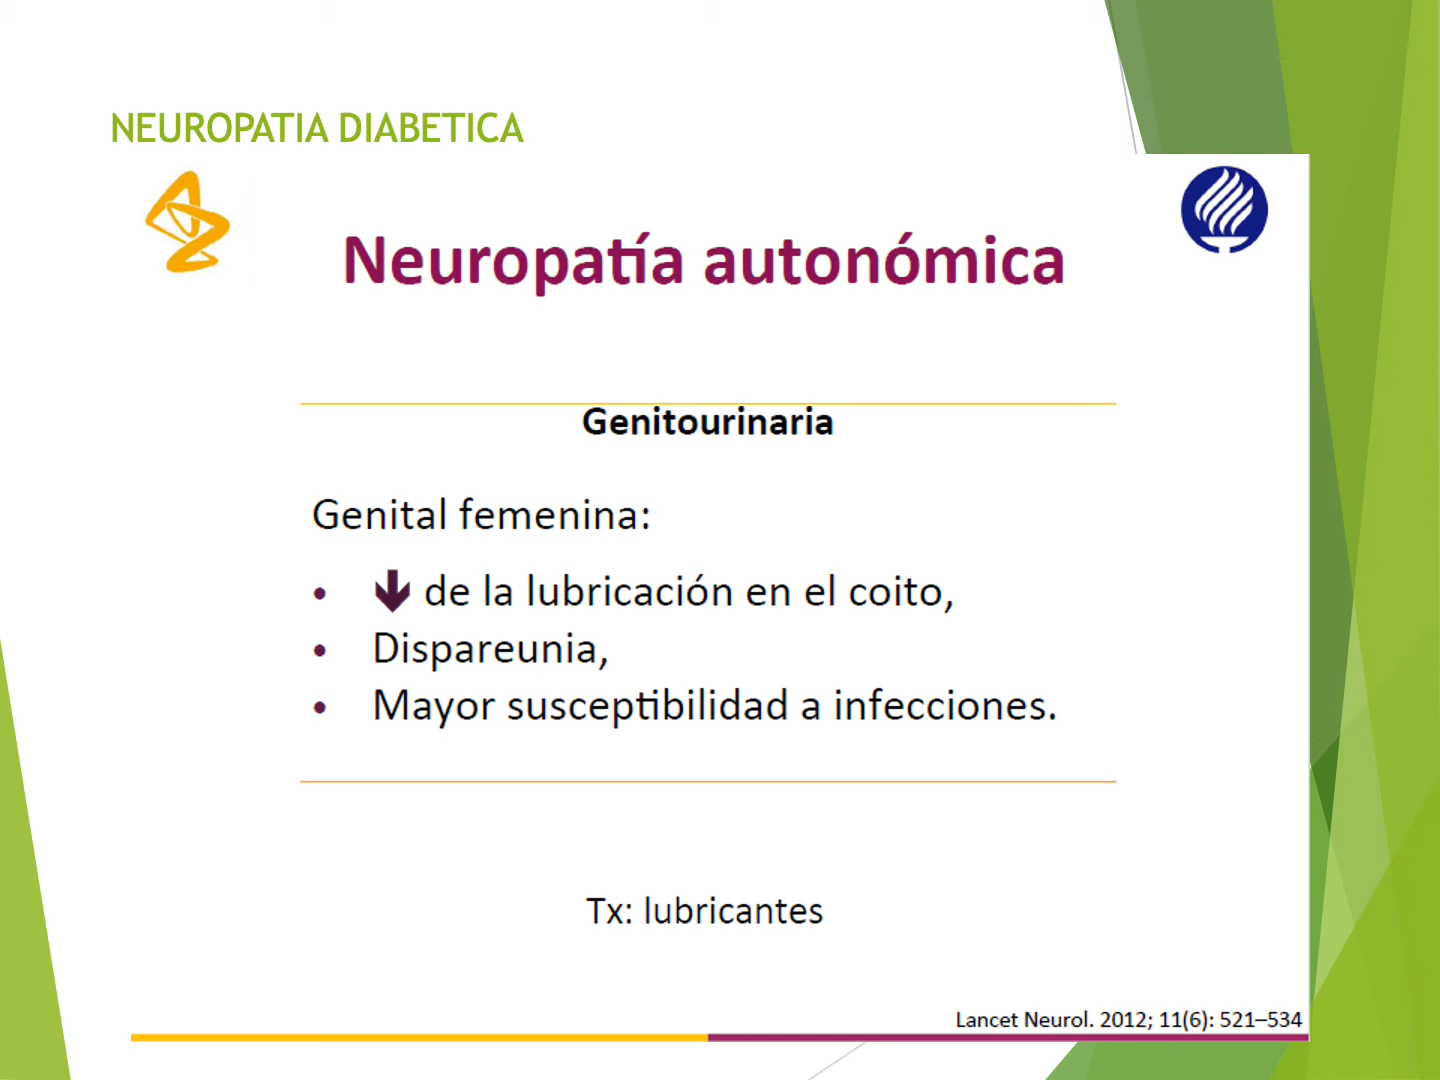 NEUROPATIA DIABETICA
Neuropatía autonómica
Genitourinaria
Genital femenina:
• 🡻 de la lubricación en el coito,
• Dispareunia,
• Mayor susceptibilidad a infecciones.
Tx: lubricantes
Lancet Neurol. 2012; 11(6): 521–534